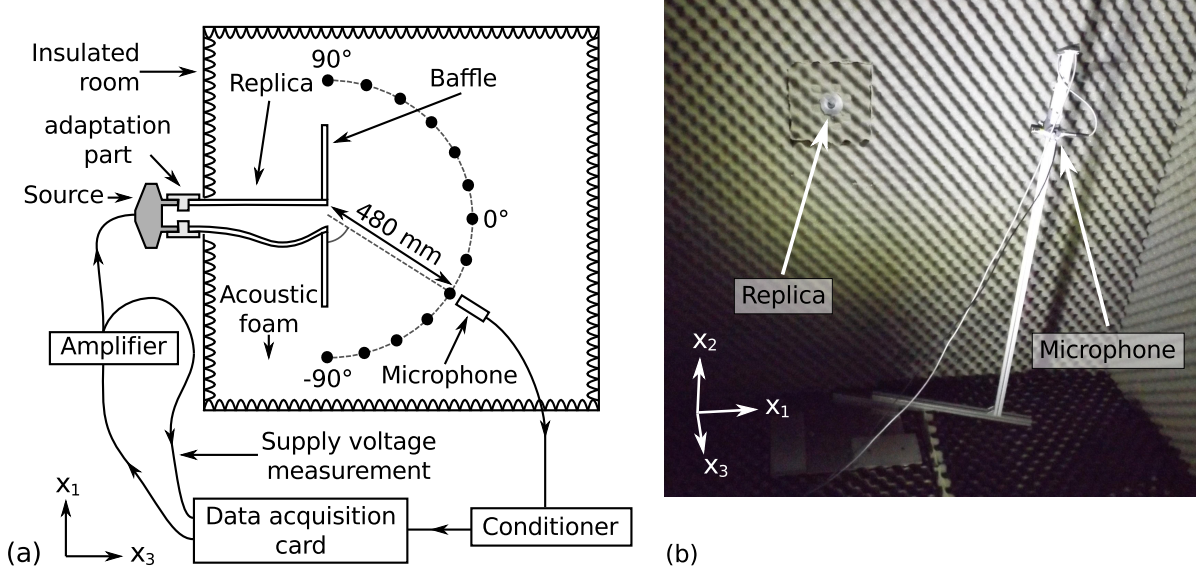 Insulated
room
90°
Replica
Baffle
adaptation
part
Source
0°
480 mm
Acoustic
foam
Amplifier
-90°
Microphone
Supply voltage
measurement
x1
x3
Data acquisition
card
Conditioner
(a)
Replica
Microphone
x2
x1
x3
(b)